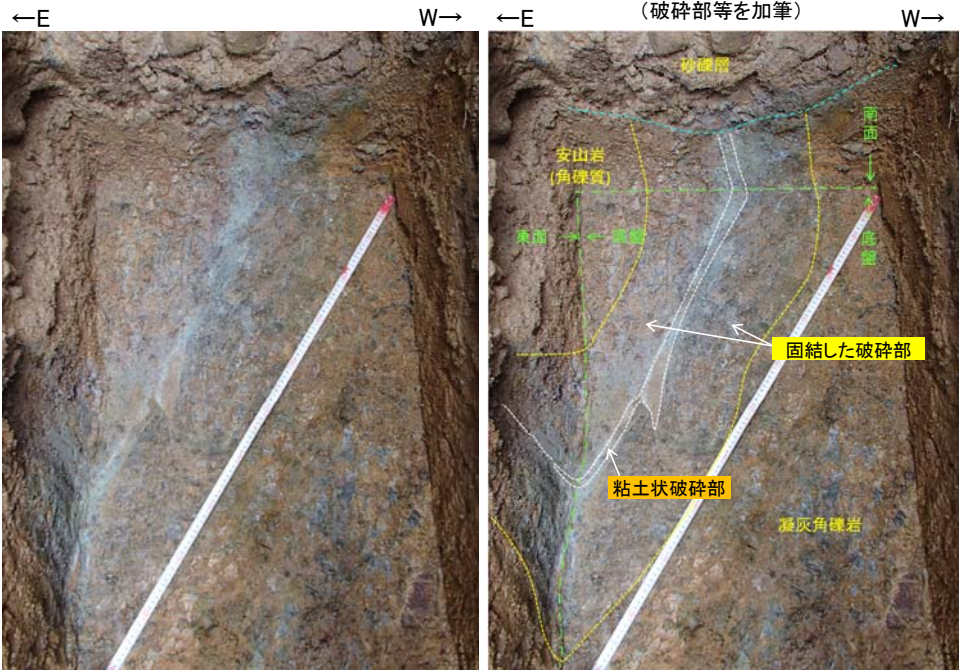 ←E
W→
←E
(破砕部等を加筆)
W→
砂礫層
南面
安山岩
(角礫質)
東面
底盤
底盤
固結した破砕部
粘土状破砕部
凝灰角礫岩